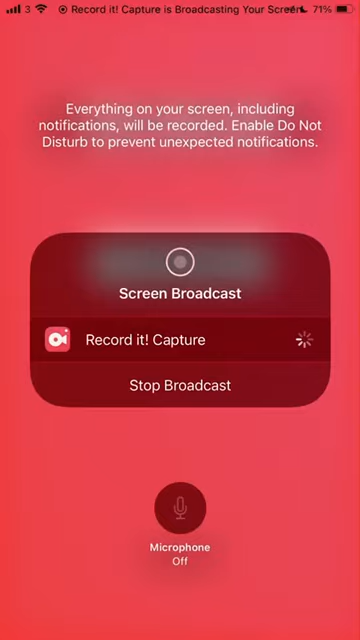 3 Record it! Capture is Broadcasting Your Screen 71%
Everything on your screen, including
notifications, will be recorded. Enable Do Not
Disturb to prevent unexpected notifications.
Screen Broadcast
Record it! Capture
Stop Broadcast
Microphone
Off